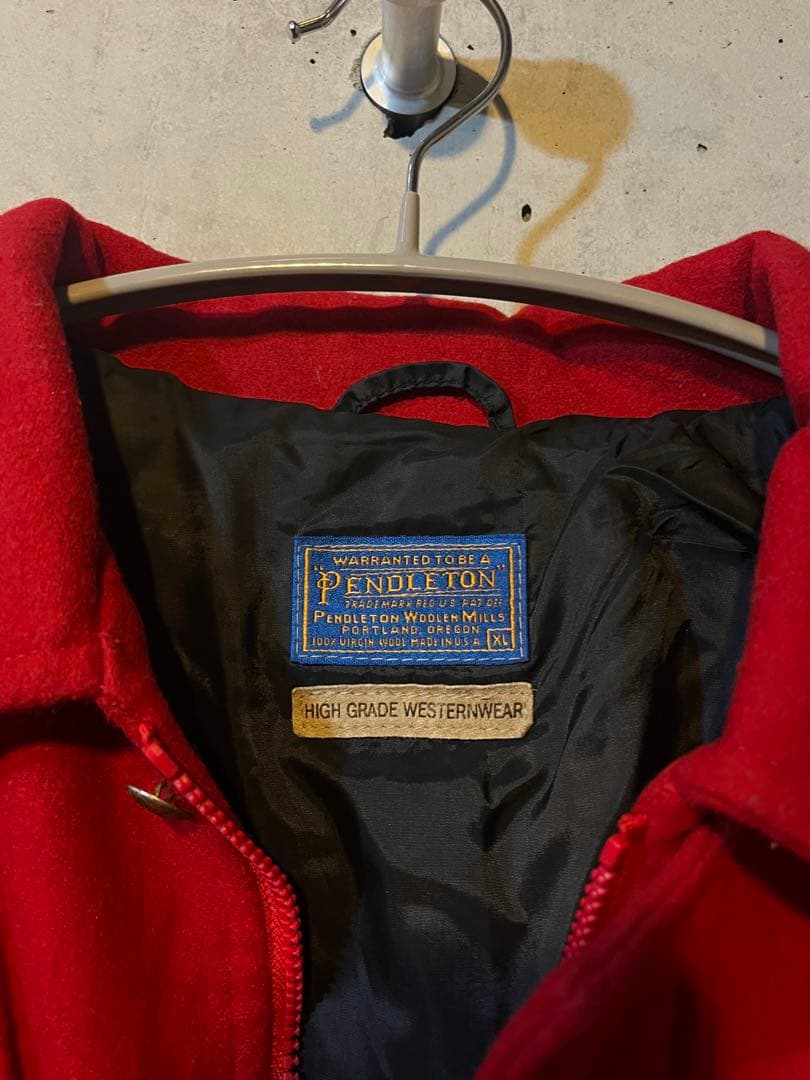 WARRANTED TO BE A
"PENDLETON"
TRADEMARK REG U.S. PAT. OFF.
PENDLETON WOOLEN MILLS
PORTLAND, OREGON
100% VIRGIN WOOL MADE IN U.S.A. XL
HIGH GRADE WESTERNWEAR